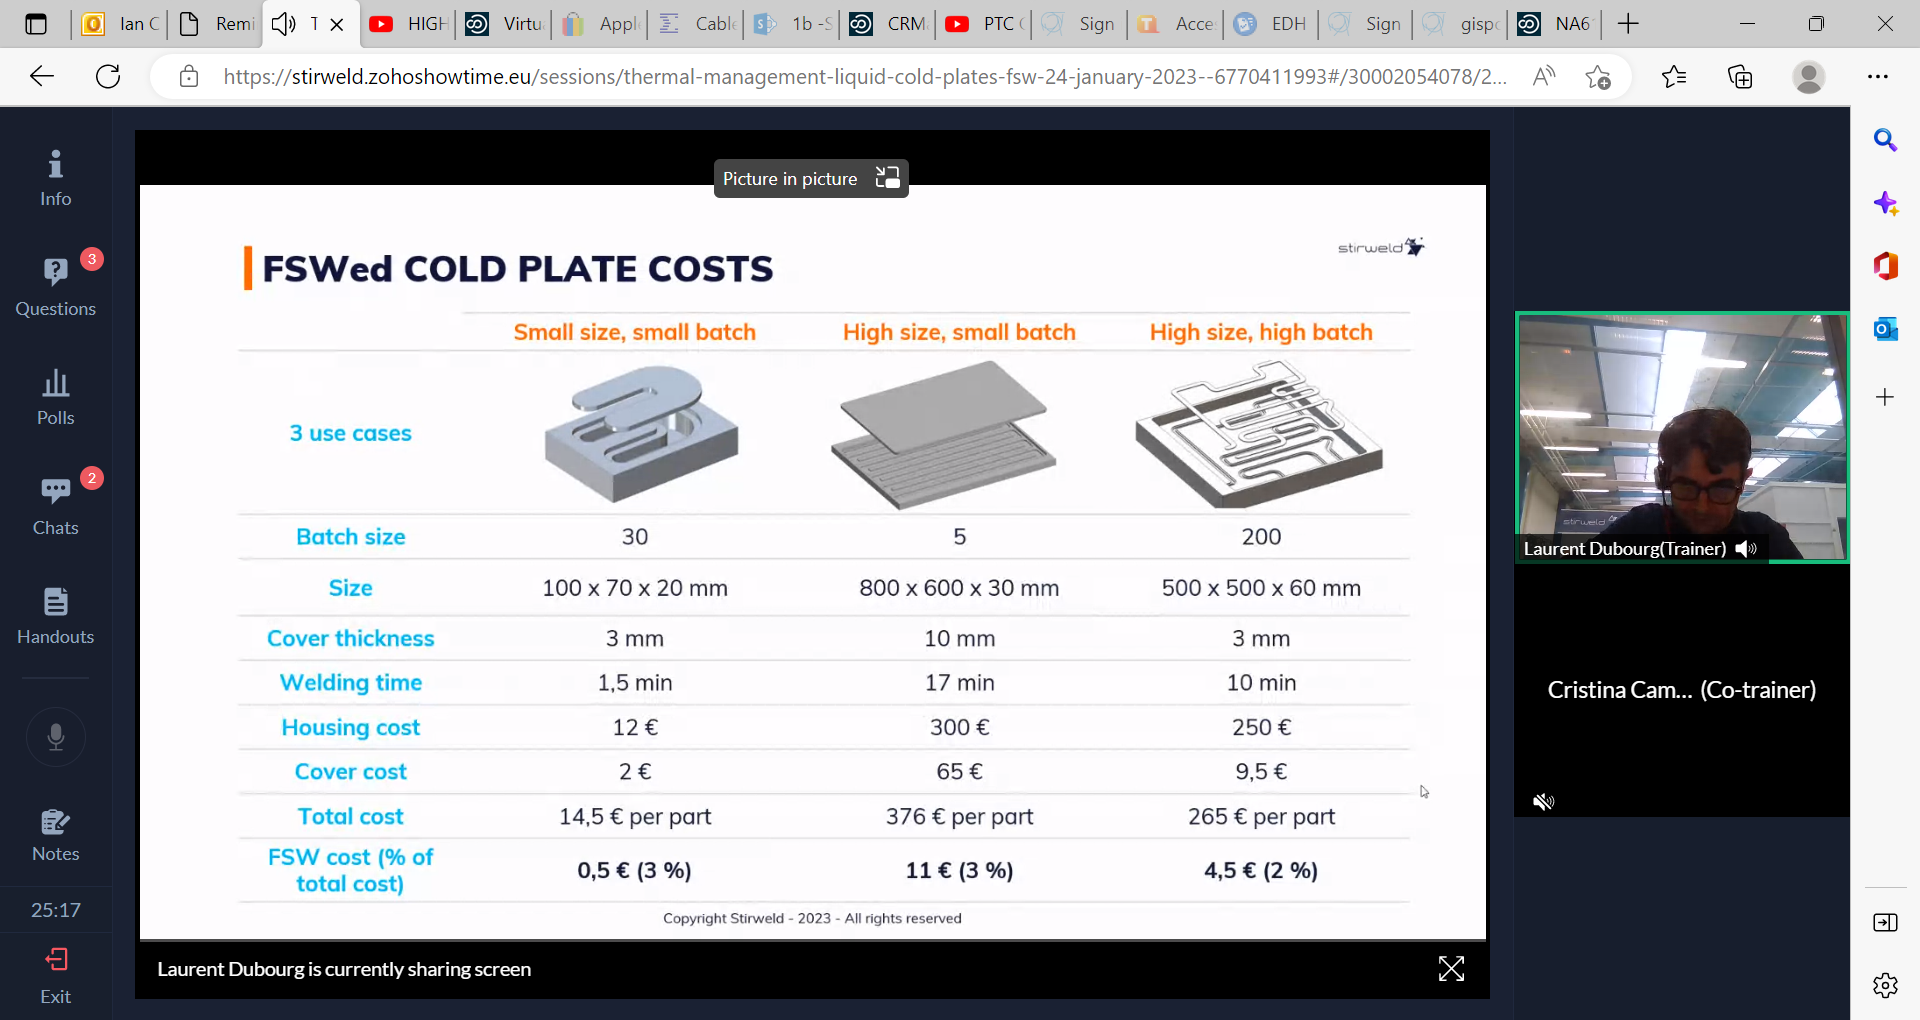 Ian C
Remi
T
HIGH
Virtu
Appl
Cabl
1b -S
CRM
PTC
Sign
Acce
EDH
Sign
gisp
NA6
https://stirweld.zohoshowtime.eu/sessions/thermal-management-liquid-cold-plates-fsw-24-january-2023--6770411993#/30002054078/2...
Info
3
Questions
Polls
2
Chats
Handouts
Notes
25:17
Exit
Picture in picture
stirweld
FSWed COLD PLATE COSTS
Small size, small batch High size, small batch High size, high batch
3 use cases
Batch size 30 5 200
Size 100 x 70 x 20 mm 800 x 600 x 30 mm 500 x 500 x 60 mm
Cover thickness 3 mm 10 mm 3 mm
Welding time 1,5 min 17 min 10 min
Housing cost 12 € 300 € 250 €
Cover cost 2 € 65 € 9,5 €
Total cost 14,5 € per part 376 € per part 265 € per part
FSW cost (% of
total cost) 0,5 € (3 %) 11 € (3 %) 4,5 € (2 %)
Copyright Stirweld - 2023 - All rights reserved
Laurent Dubourg is currently sharing screen
stirweld
Laurent Dubourg(Trainer)
Cristina Cam... (Co-trainer)